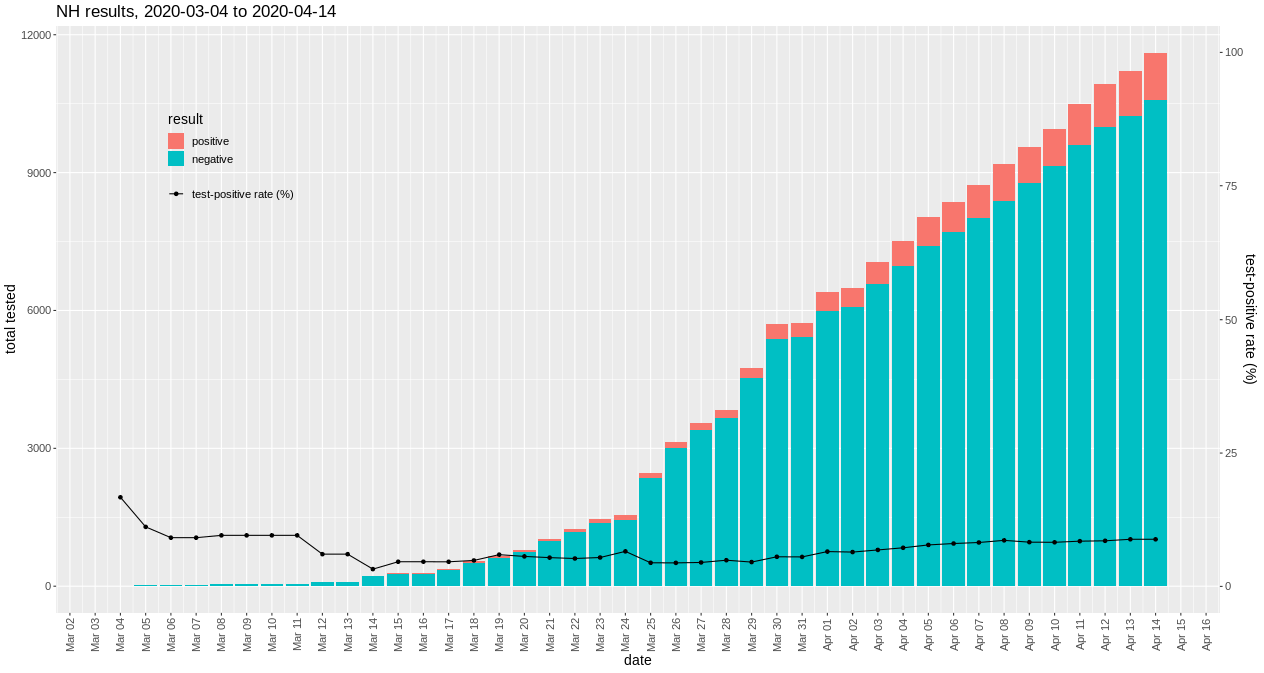 NH results, 2020-03-04 to 2020-04-14
12000
9000
6000
3000
0
total tested
result
positive
negative
test-positive rate (%)
100
75
50
25
0
test-positive rate (%)
Mar 02
Mar 03
Mar 04
Mar 05
Mar 06
Mar 07
Mar 08
Mar 09
Mar 10
Mar 11
Mar 12
Mar 13
Mar 14
Mar 15
Mar 16
Mar 17
Mar 18
Mar 19
Mar 20
Mar 21
Mar 22
Mar 23
Mar 24
Mar 25
Mar 26
Mar 27
Mar 28
Mar 29
Mar 30
Mar 31
Apr 01
Apr 02
Apr 03
Apr 04
Apr 05
Apr 06
Apr 07
Apr 08
Apr 09
Apr 10
Apr 11
Apr 12
Apr 13
Apr 14
Apr 15
Apr 16
date